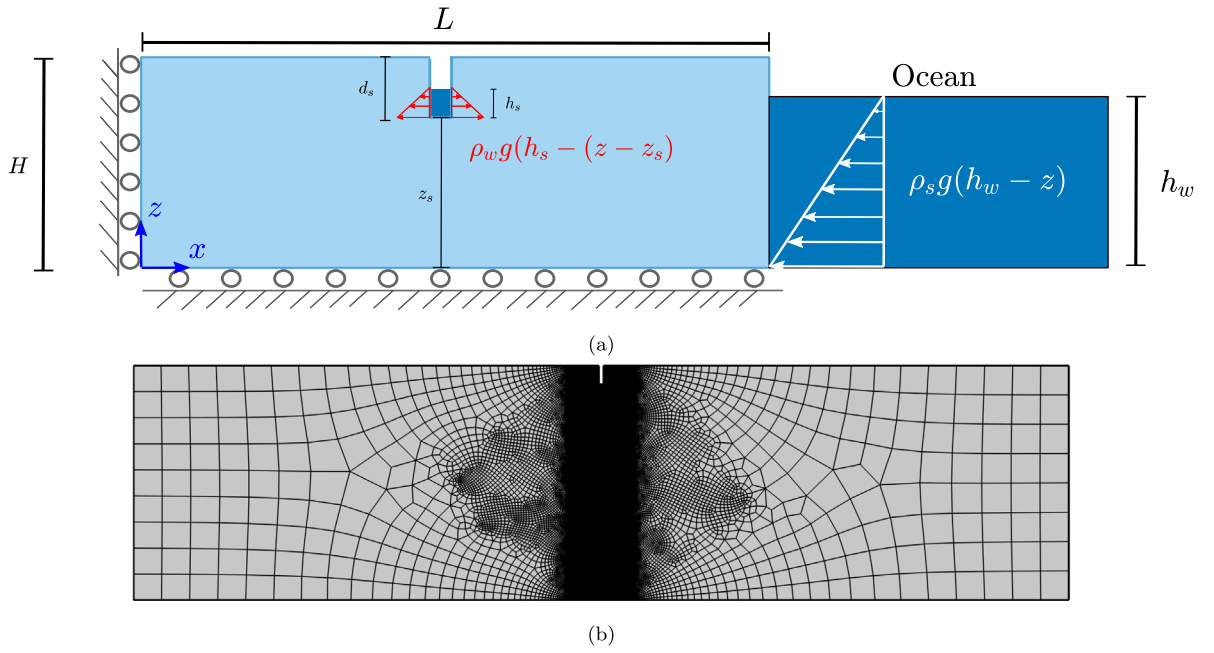 L
Ocean
d_s
h_s
H
ρ_w g(h_s − (z − z_s)
ρ_s g(h_w − z)
h_w
z_s
z
x
(a)
(b)